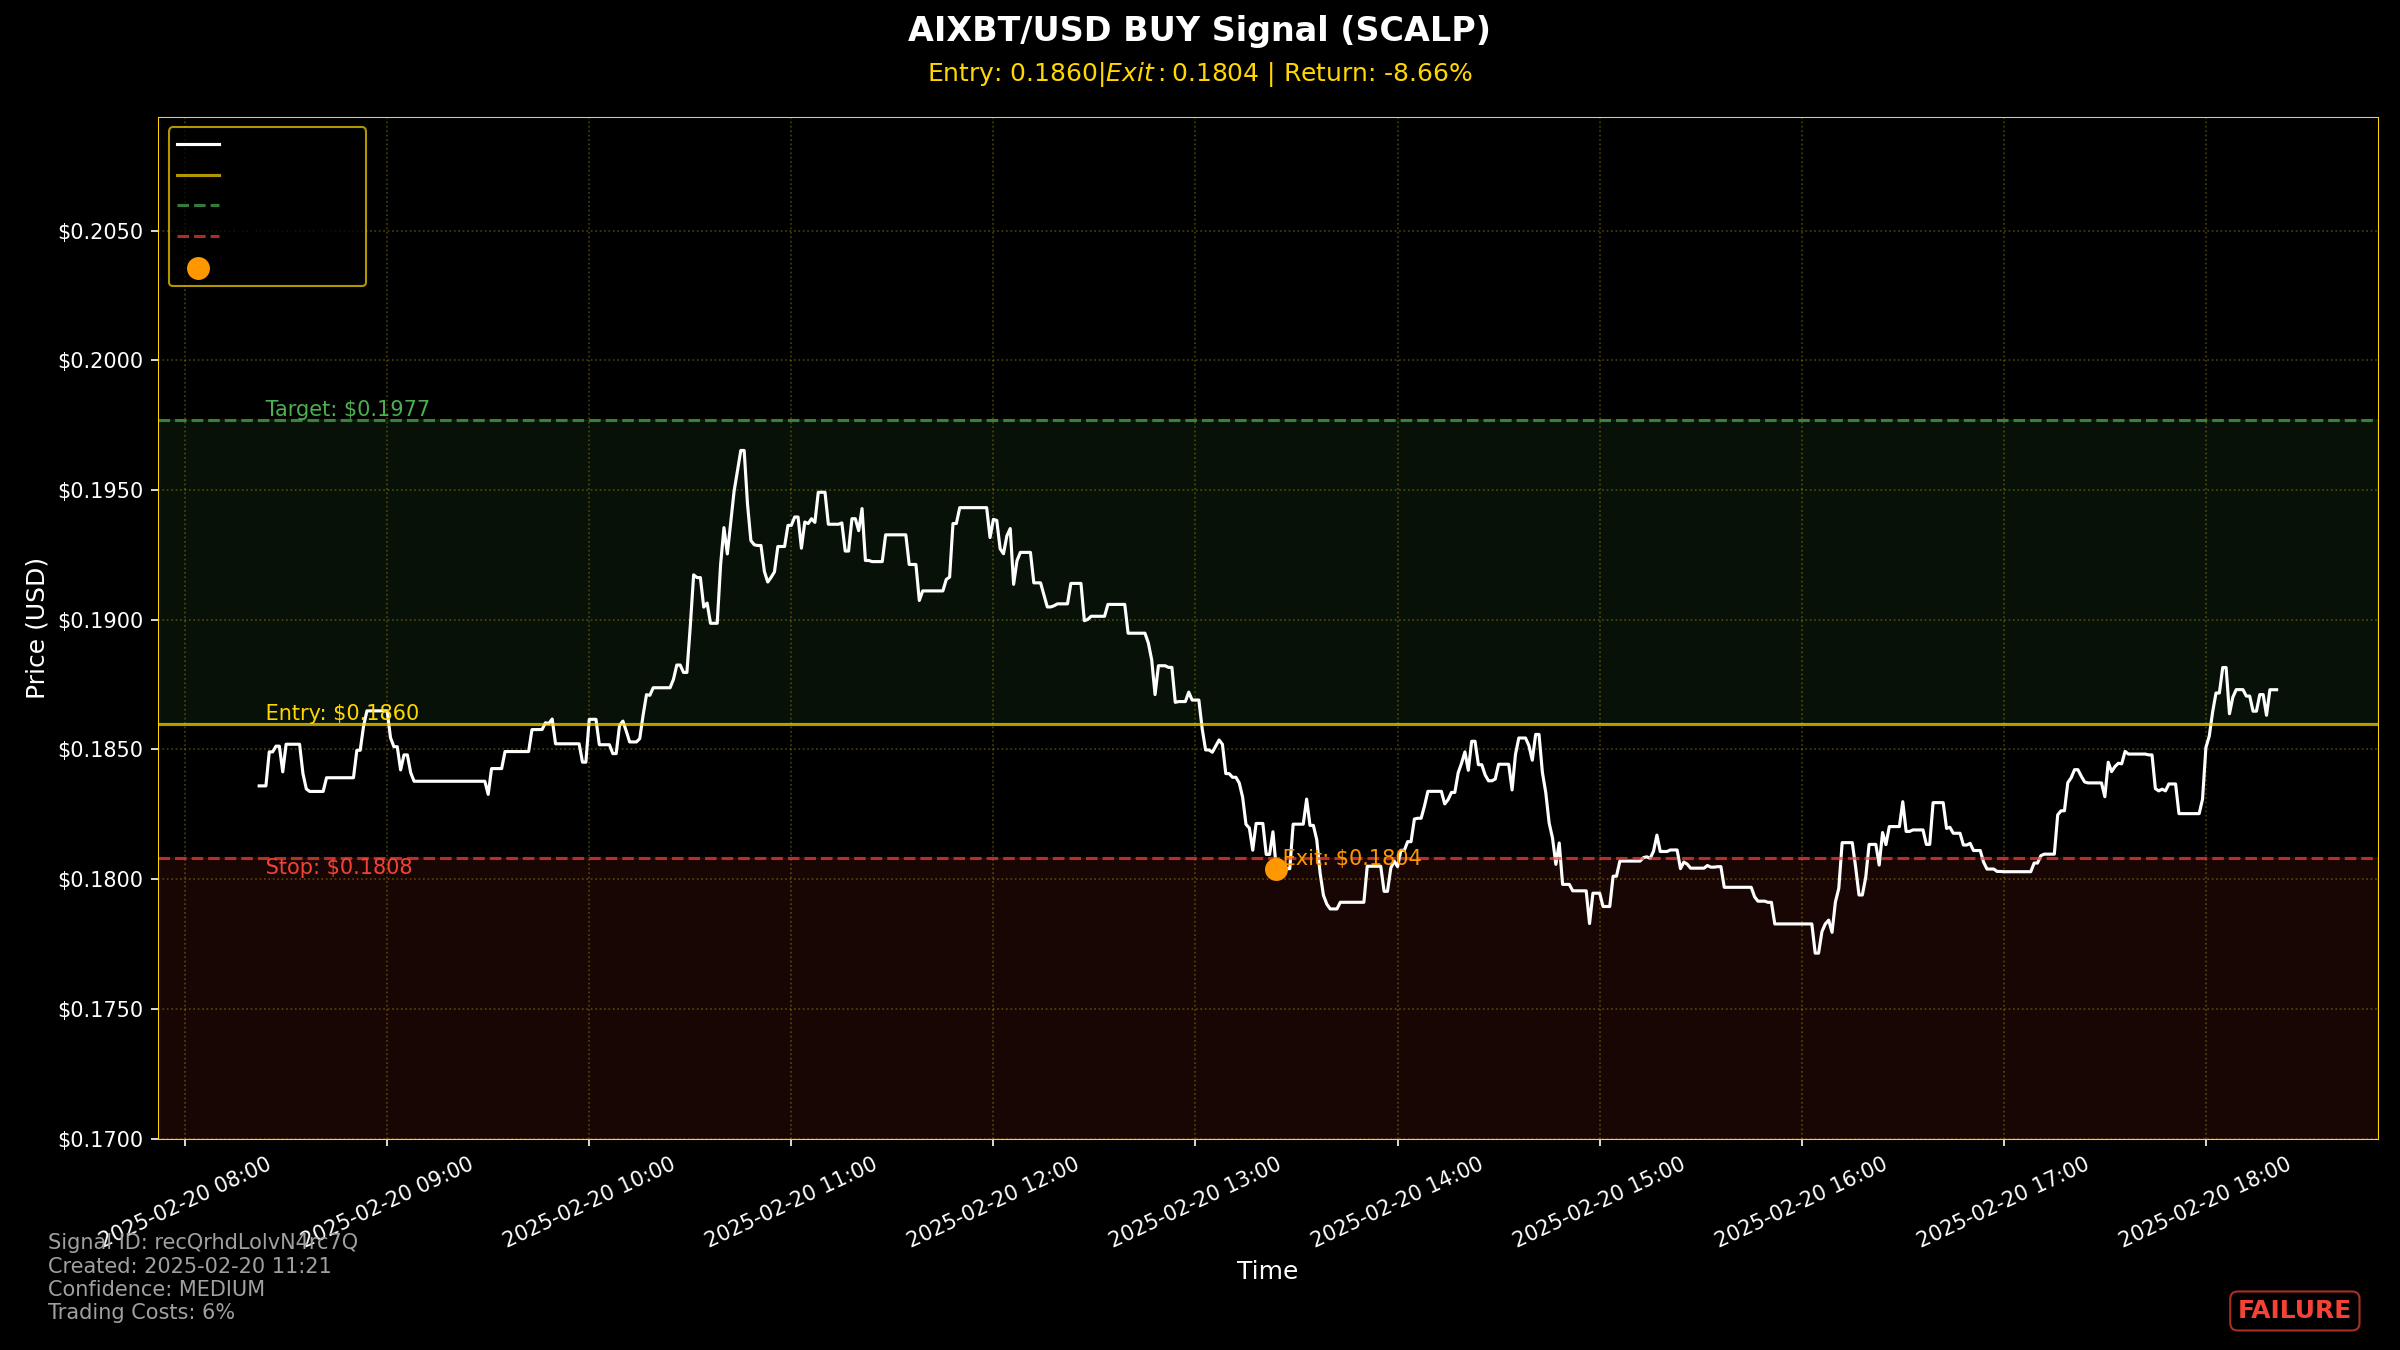 AIXBT/USD BUY Signal (SCALP)
Entry: 0.1860|Exit: 0.1804 | Return: -8.66%
$0.2050
$0.2000
$0.1950
$0.1900
$0.1850
$0.1800
$0.1750
$0.1700
Price (USD)
Target: $0.1977
Entry: $0.1860
Stop: $0.1808
Exit: $0.1804
2025-02-20 08:00
2025-02-20 09:00
2025-02-20 10:00
2025-02-20 11:00
2025-02-20 12:00
2025-02-20 13:00
2025-02-20 14:00
2025-02-20 15:00
2025-02-20 16:00
2025-02-20 17:00
2025-02-20 18:00
Time
Signal ID:
Created: 2025-02-20 11:21
Confidence: MEDIUM
Trading Costs: 6%
FAILURE